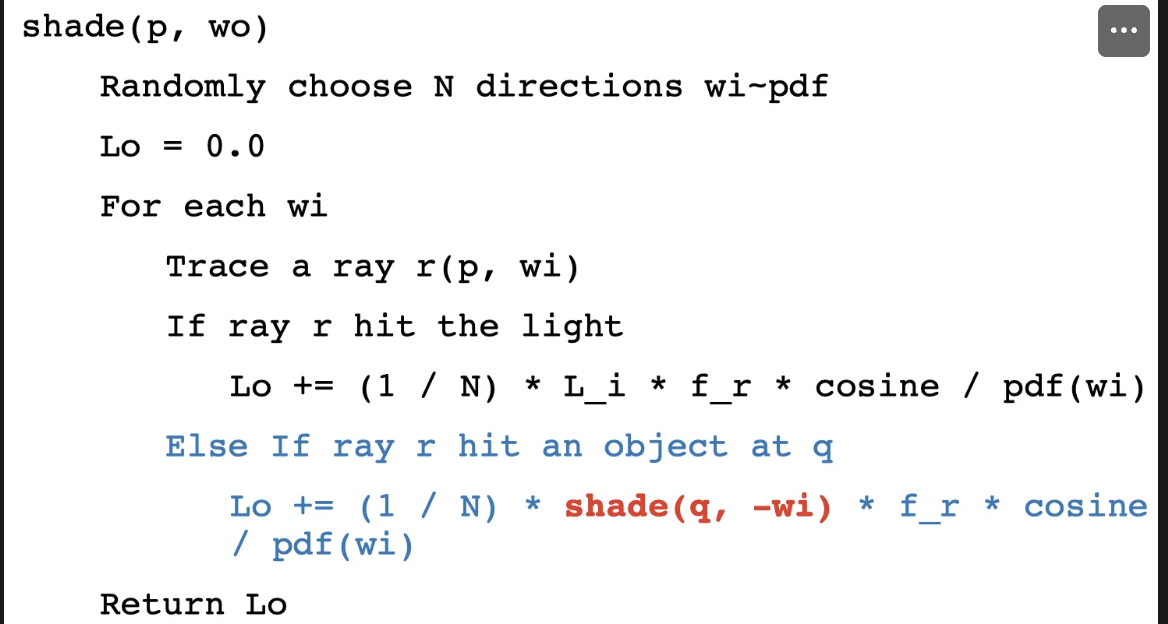 shade(p, wo)
Randomly choose N directions wi~pdf
Lo = 0.0
For each wi
Trace a ray r(p, wi)
If ray r hit the light
Lo += (1 / N) * L_i * f_r * cosine / pdf(wi)
Else If ray r hit an object at q
Lo += (1 / N) * shade(q, -wi) * f_r * cosine
/ pdf(wi)
Return Lo